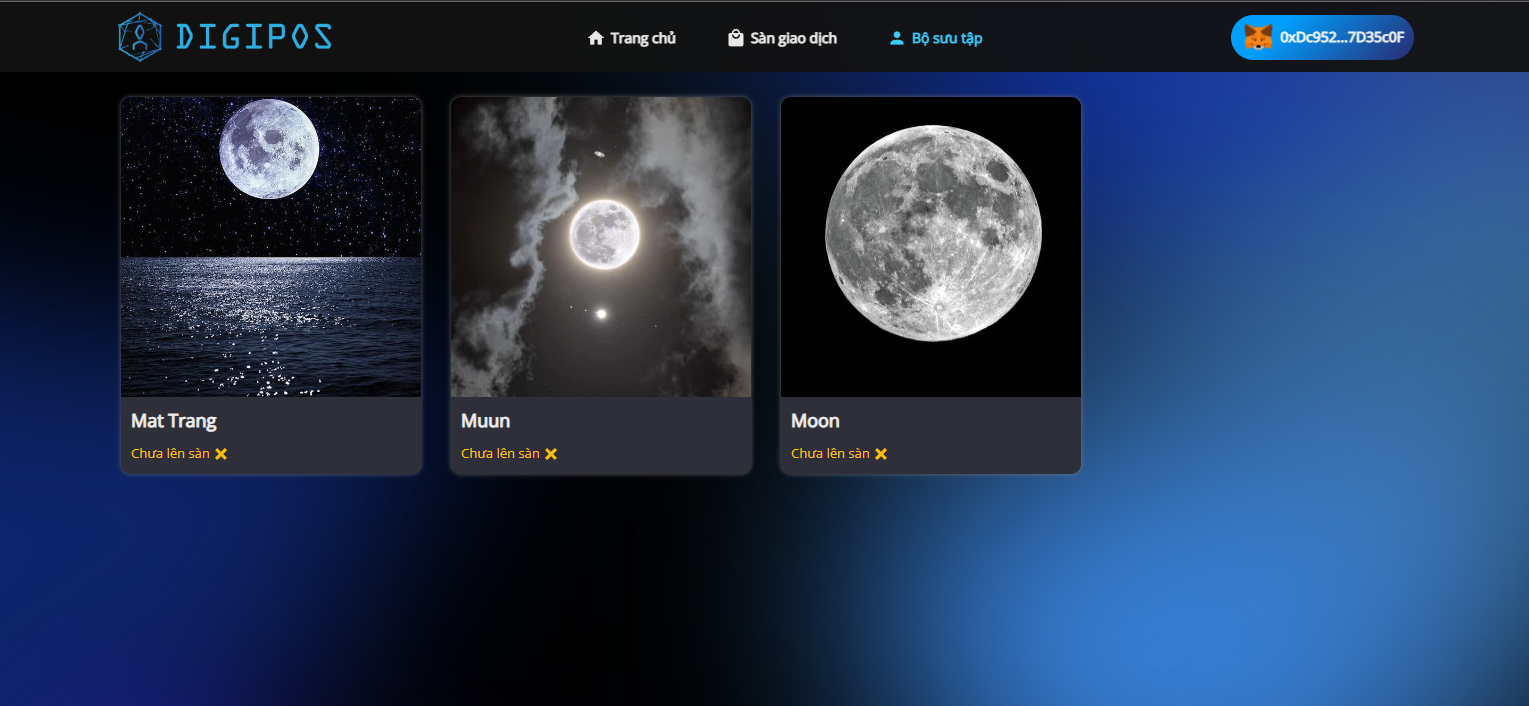 DIGIPOS
Trang chủ
Sàn giao dịch
Bộ sưu tập
0xDc952...7D35c0F
Mat Trang
Chưa lên sàn
Muun
Chưa lên sàn
Moon
Chưa lên sàn